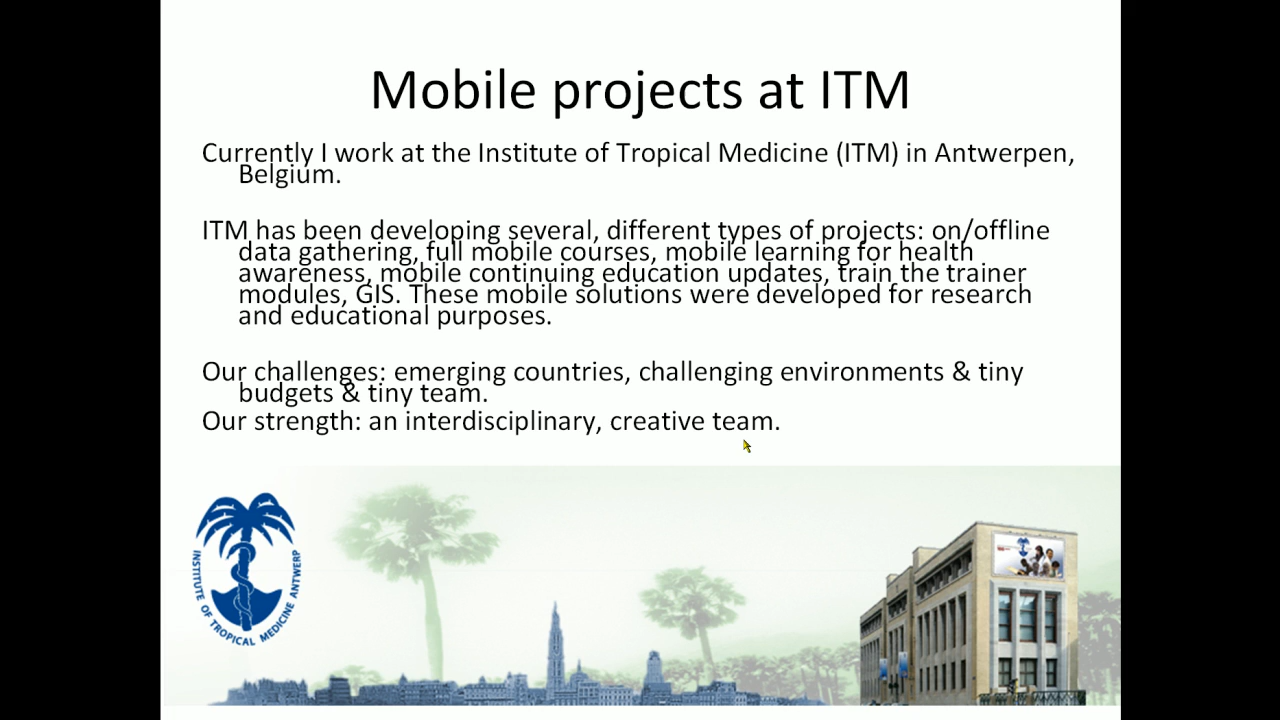 Mobile projects at ITM
Currently I work at the Institute of Tropical Medicine (ITM) in Antwerpen,
Belgium.
ITM has been developing several, different types of projects: on/offline
data gathering, full mobile courses, mobile learning for health
awareness, mobile continuing education updates, train the trainer
modules, GIS. These mobile solutions were developed for research
and educational purposes.
Our challenges: emerging countries, challenging environments & tiny
budgets & tiny team.
Our strength: an interdisciplinary, creative team.
INSTITUTE OF TROPICAL MEDICINE ANTWERP